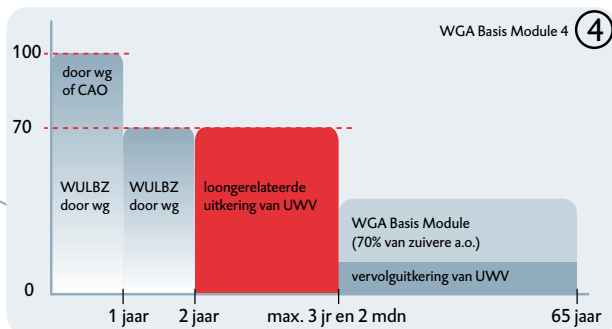 WGA Basis Module 4 4
100
door wg
of CAO
70
WULBZ
door wg
WULBZ
door wg
loongerelateerde
uitkering van UWV
WGA Basis Module
(70% van zuivere a.o.)
vervolguitkering van UWV
0
1 jaar 2 jaar max. 3 jr en 2 mdn 65 jaar